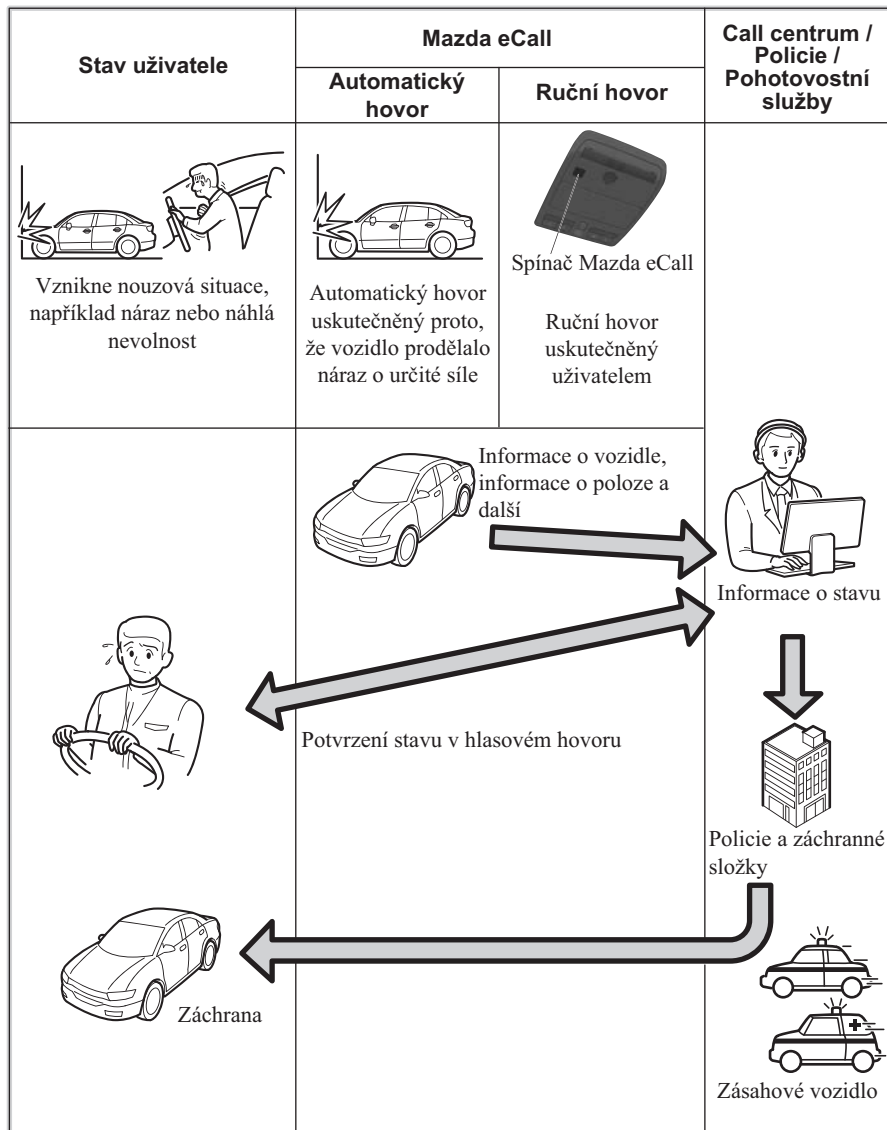 Stav uživatele
Mazda eCall
Call centrum /
Policie /
Pohotovostní
služby
Automatický
hovor
Ruční hovor
Vznikne nouzová situace,
například náraz nebo náhlá
nevolnost
Automatický hovor
uskutečněný proto,
že vozidlo prodělalo
náraz o určité síle
Spínač Mazda eCall
Ruční hovor
uskutečněný
uživatelem
Informace o vozidle,
informace o poloze a
další
Informace o stavu
Potvrzení stavu v hlasovém hovoru
Policie a záchranné
složky
Záchrana
Zásahové vozidlo